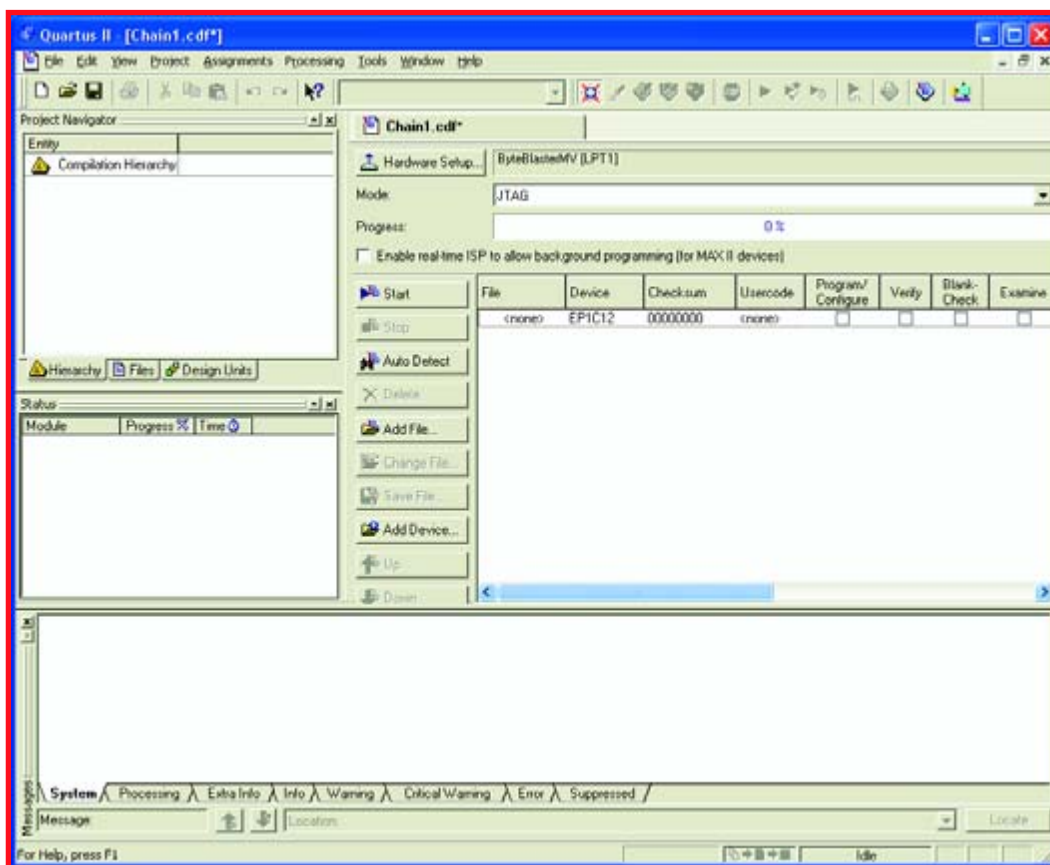 Quartus II - [Chain1.cdf*]
File Edit View Project Assignments Processing Tools Window Help
Project Navigator
Entity
Compilation Hierarchy
Hierarchy Files Design Units
Status
Module Progress % Time
Chain1.cdf*
Hardware Setup... ByteBlasterMV [LPT1]
Mode: JTAG
Progress: 0 %
Enable real-time ISP to allow background programming (for MAX II devices)
Start
Stop
Auto Detect
Delete
Add File...
Change File...
Save File...
Add Device...
Up
Down
File Device Checksum Usercode Program/ Configure Verify Blank- Check Examine
<none> EP1C12 00000000 <none>
Messages
System Processing Extra Info Info Warning Critical Warning Error Suppressed
Message: Location: Locate
For Help, press F1 Idle